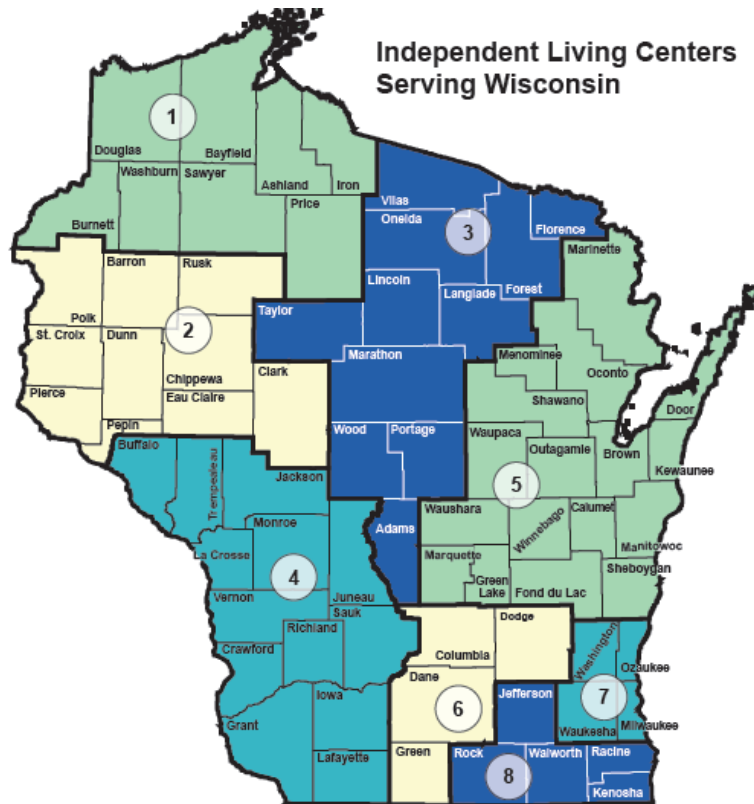 Independent Living Centers
Serving Wisconsin
1
Douglas
Bayfield
Washburn
Sawyer
Ashland
Iron
Price
Burnett
Vilas
Oneida
3
Florence
Marinette
Barron
Rusk
Polk
Lincoln
Langlade
Forest
Taylor
St. Croix
Dunn
2
Marathon
Menominee
Oconto
Chippewa
Clark
Pierce
Eau Claire
Shawano
Door
Pepin
Wood
Portage
Waupaca
Outagamie
Brown
Buffalo
Trempealeau
Jackson
5
Kewaunee
Monroe
Adams
Waushara
Winnebago
Calumet
La Crosse
Marquette
Manitowoc
4
Green
Lake
Fond du Lac
Sheboygan
Vernon
Juneau
Sauk
Richland
Dodge
Columbia
Washington
Ozaukee
Crawford
Dane
Iowa
Jefferson
6
7
Grant
Waukesha
Milwaukee
Lafayette
Green
Rock
Walworth
Racine
8
Kenosha